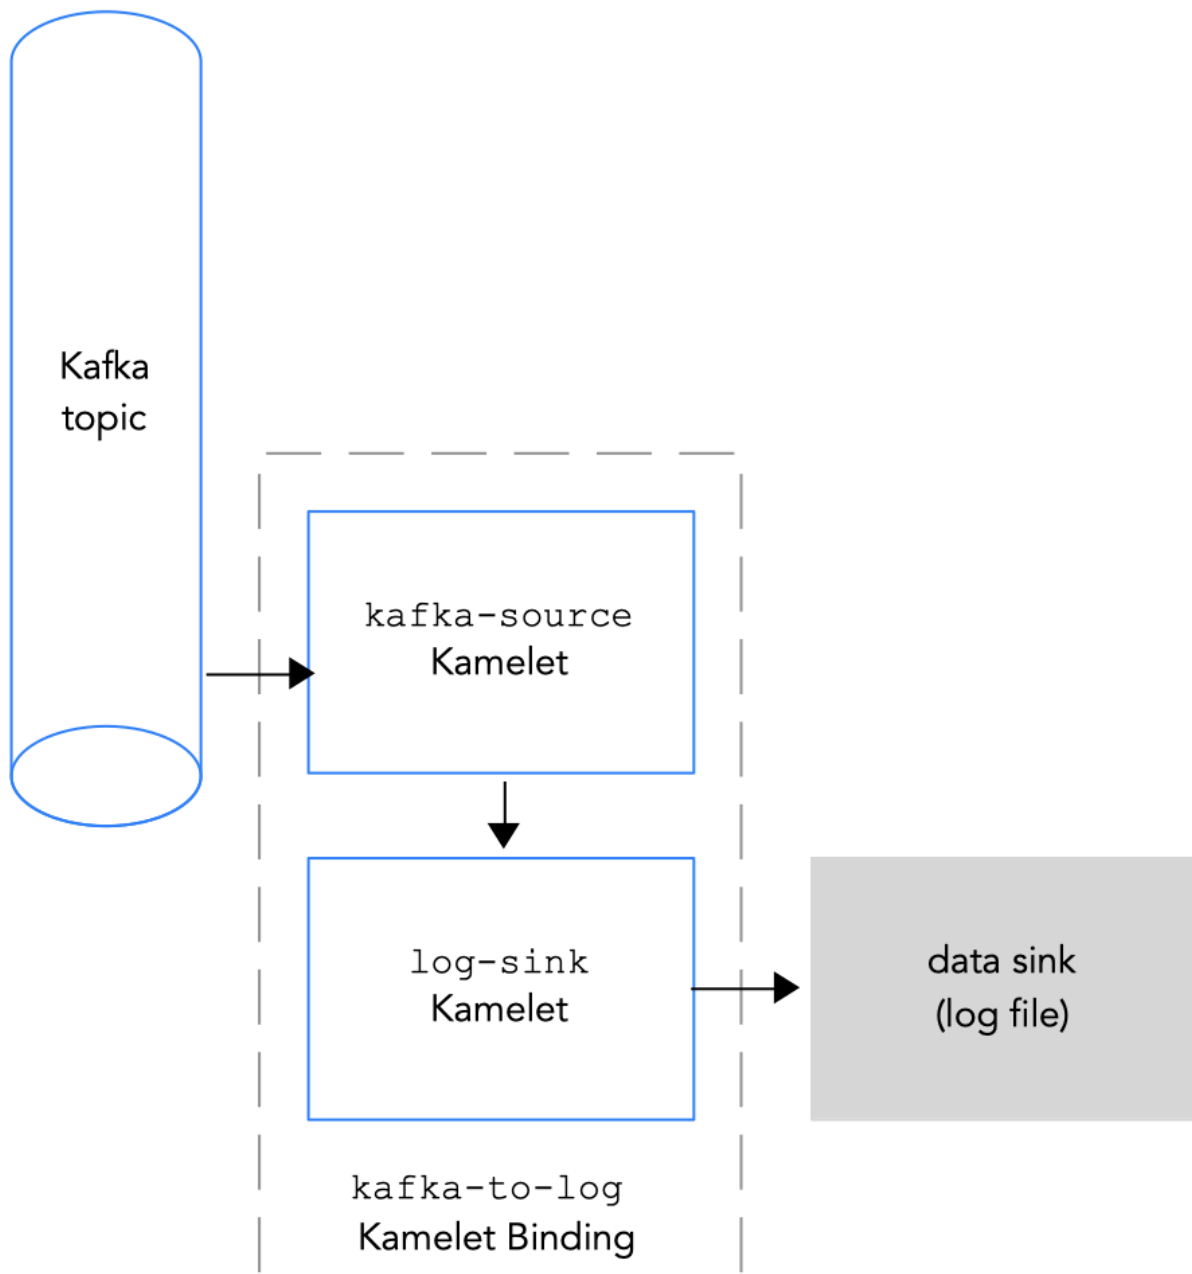 Kafka
topic
kafka-source
Kamelet
log-sink
Kamelet
data sink
(log file)
kafka-to-log
Kamelet Binding